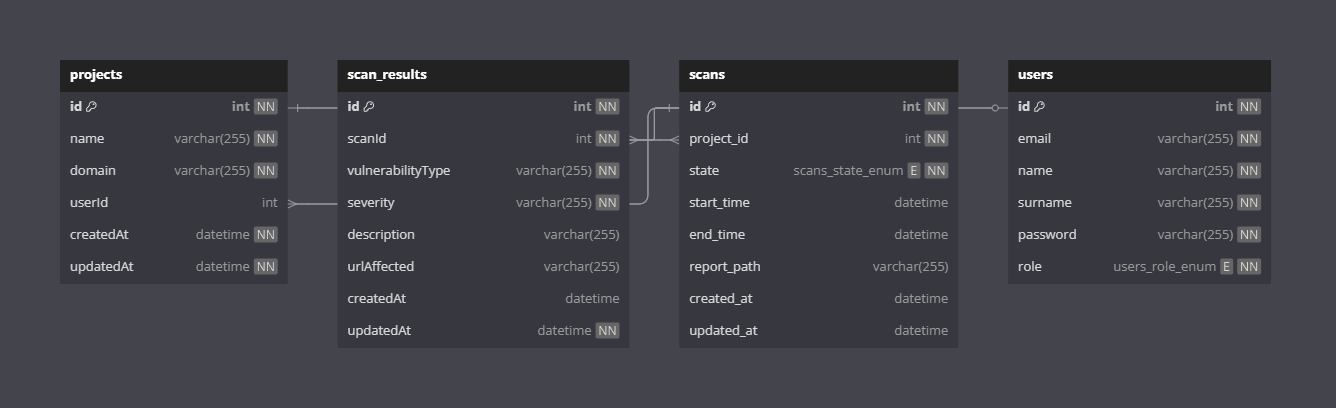 projects
id int NN
name varchar(255) NN
domain varchar(255) NN
userId int
createdAt datetime NN
updatedAt datetime NN
scan_results
id int NN
scanId int NN
vulnerabilityType varchar(255) NN
severity varchar(255) NN
description varchar(255)
urlAffected varchar(255)
createdAt datetime
updatedAt datetime NN
scans
id int NN
project_id int NN
state scans_state_enum E NN
start_time datetime
end_time datetime
report_path varchar(255)
created_at datetime
updated_at datetime
users
id int NN
email varchar(255) NN
name varchar(255) NN
surname varchar(255) NN
password varchar(255) NN
role users_role_enum E NN